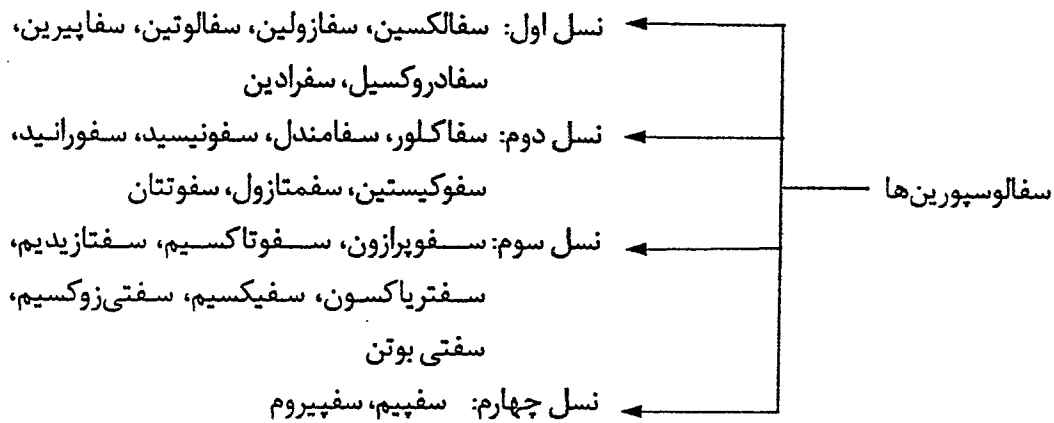 نسل اول: سفالکسین، سفازولین، سفالوتین، سفاپیرین،
سفادروکسیل، سفرادین
نسل دوم: سفاکلور، سفامندل، سفونیسید، سفورانید،
سفوکیستین، سفمتازول، سفوتتان
سفالوسپورین‌ها
نسل سوم: سفوپرازون، سفوتاکسیم، سفتازیدیم،
سفتریاکسون، سفیکسیم، سفتی‌زوکسیم،
سفتی بوتن
نسل چهارم: سفپیم، سفپیروم